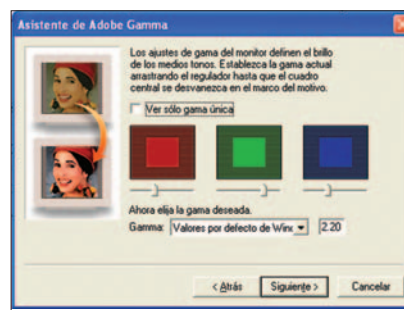 Asistente de Adobe Gamma
Los ajustes de gama del monitor definen el brillo
de los medios tonos. Establezca la gama actual
arrastrando el regulador hasta que el cuadro
central se desvanezca en el marco del motivo.
Ver sólo gama única
Ahora elija la gama deseada.
Gamma: Valores por defecto de Winc 2.20
< Atrás Siguiente > Cancelar